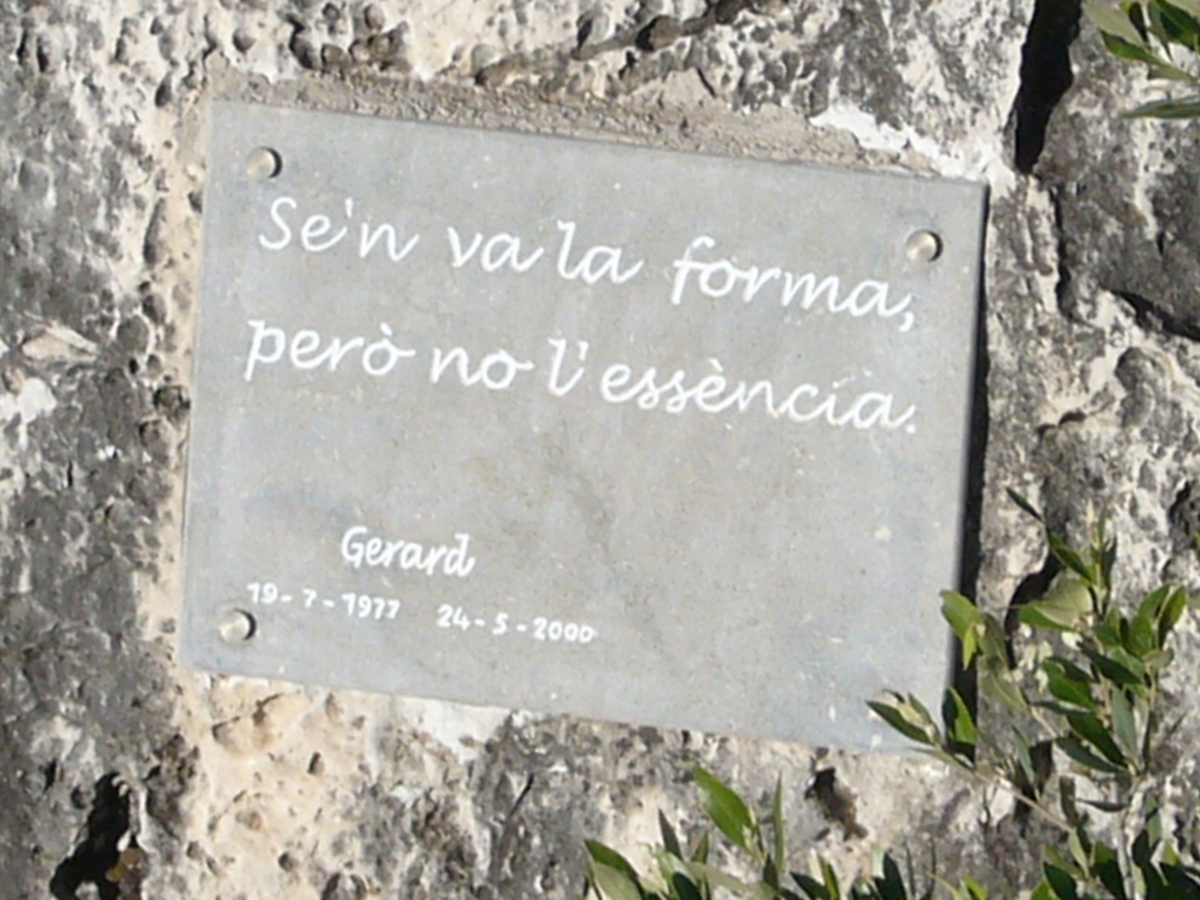 Se'n va la forma,
però no l'essència.
Gerard
19-7-1977 24-5-2000